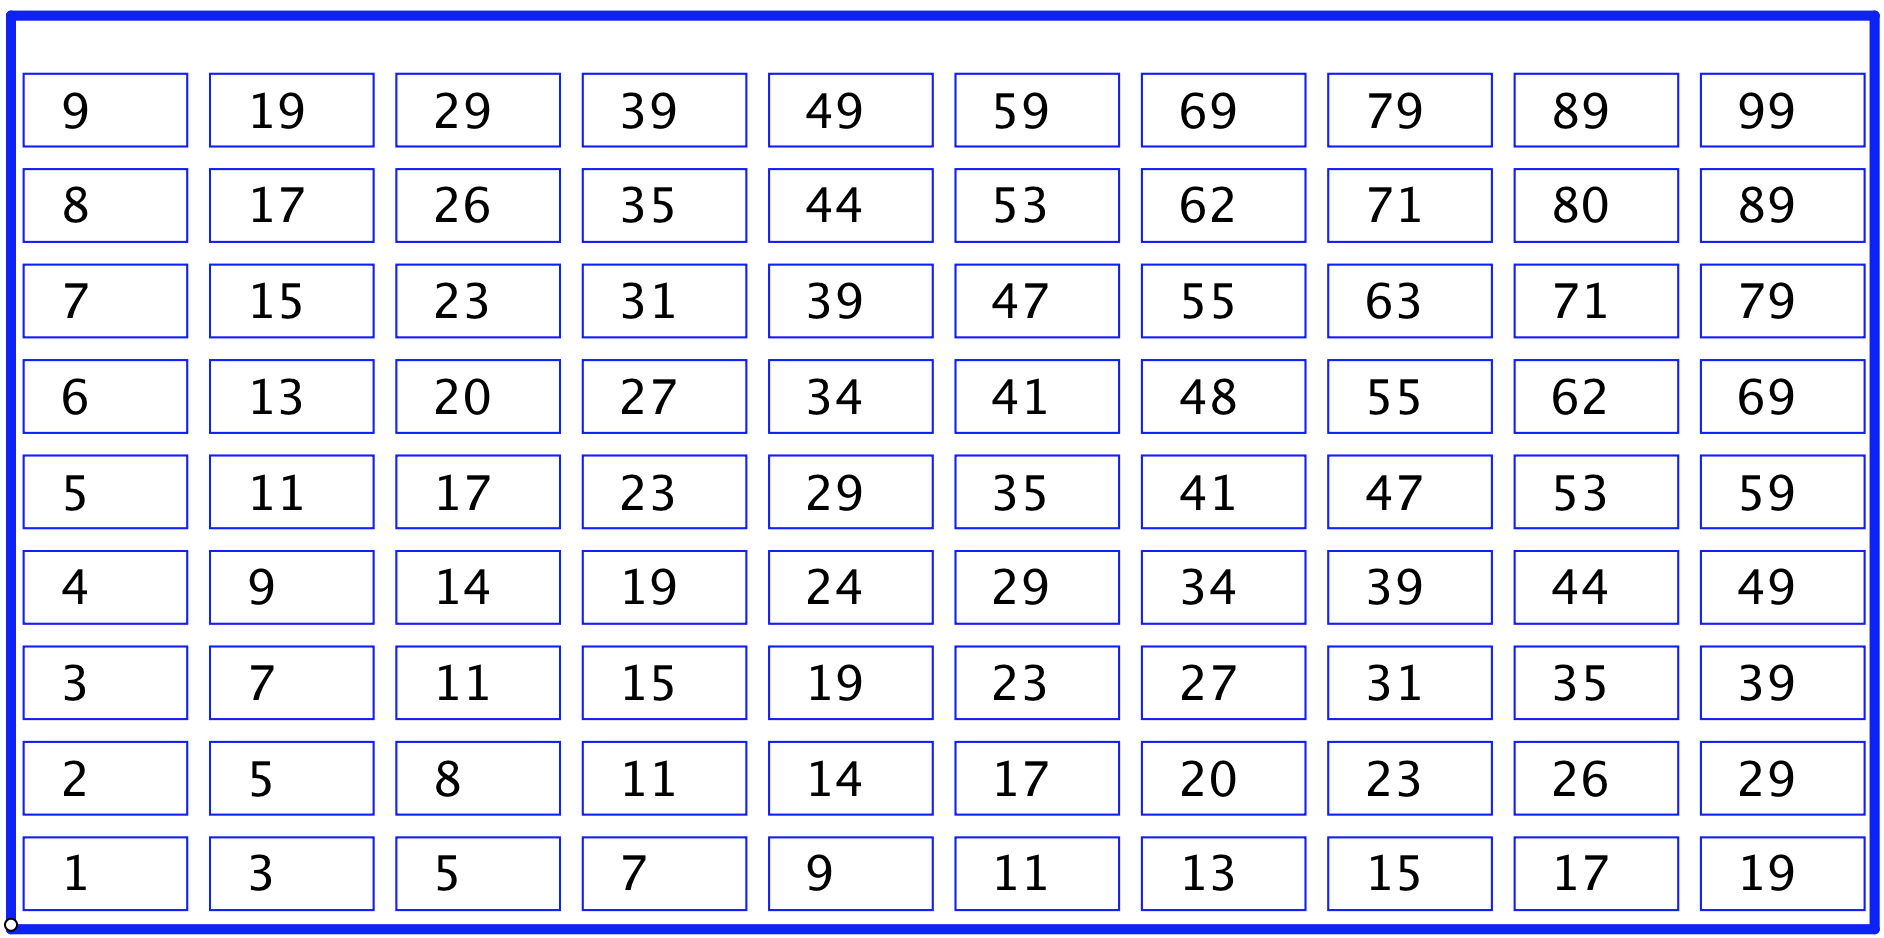 9 19 29 39 49 59 69 79 89 99
8 17 26 35 44 53 62 71 80 89
7 15 23 31 39 47 55 63 71 79
6 13 20 27 34 41 48 55 62 69
5 11 17 23 29 35 41 47 53 59
4 9 14 19 24 29 34 39 44 49
3 7 11 15 19 23 27 31 35 39
2 5 8 11 14 17 20 23 26 29
1 3 5 7 9 11 13 15 17 19